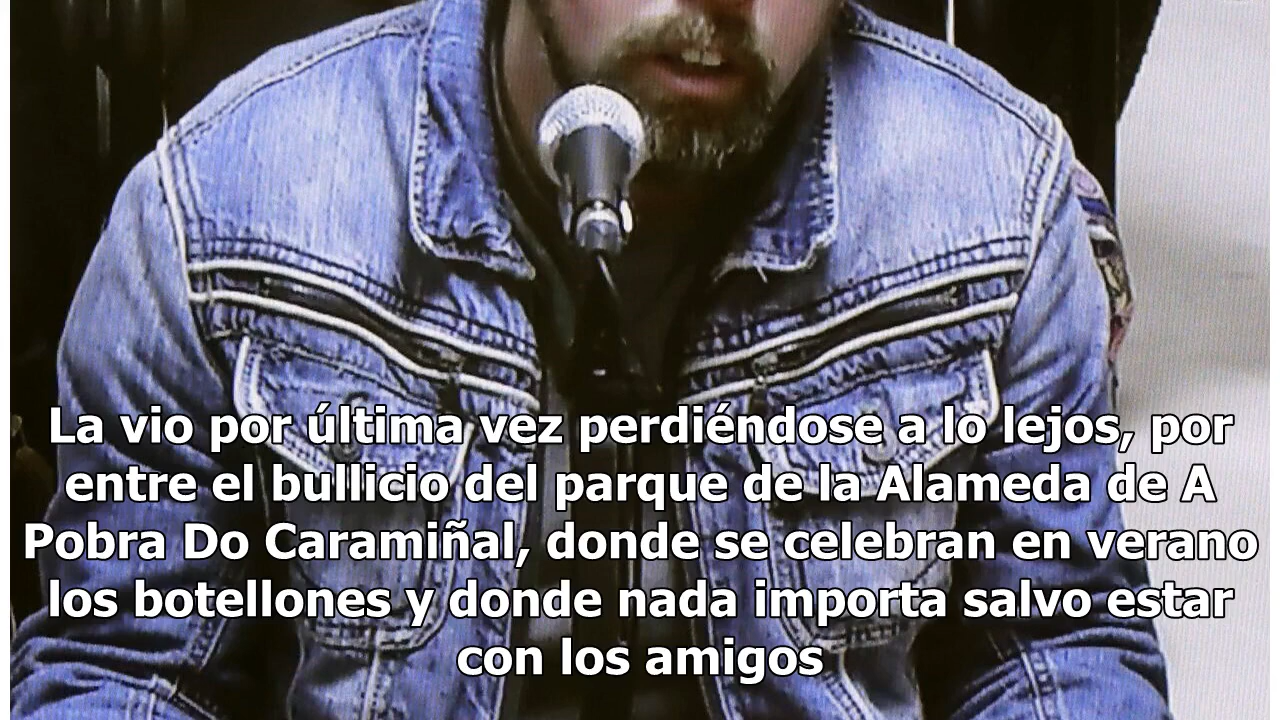 La vio por última vez perdiéndose a lo lejos, por
entre el bullicio del parque de la Alameda de A
Pobra Do Caramiñal, donde se celebran en verano
los botellones y donde nada importa salvo estar
con los amigos